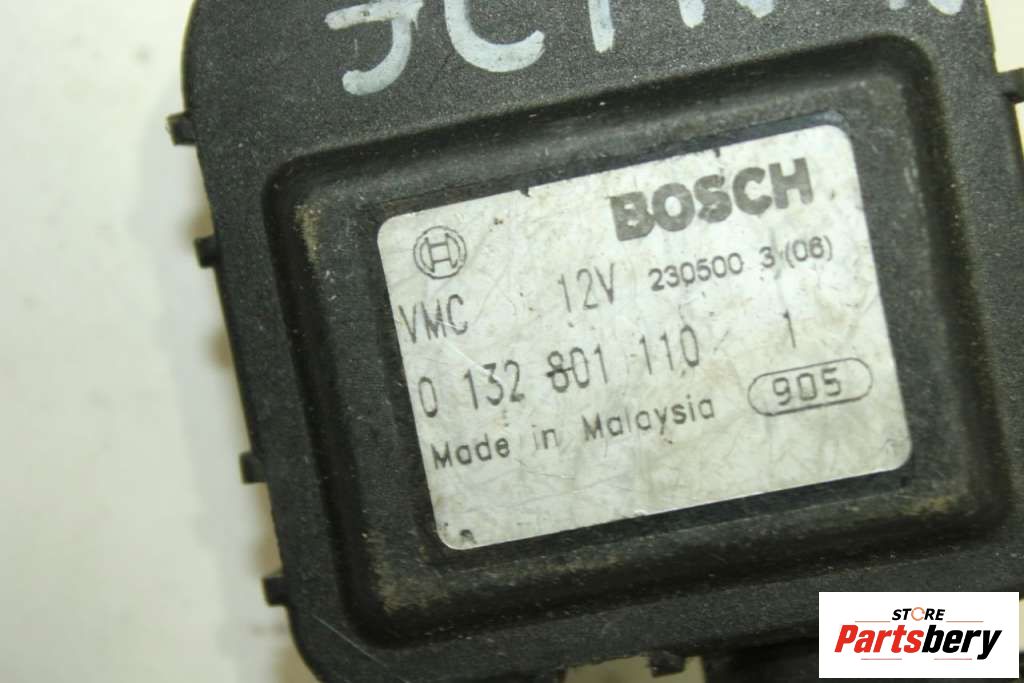 BOSCH
VMC 12V 230500 3 (06)
0 132 801 110 1
Made in Malaysia 905
STORE
Partsbery